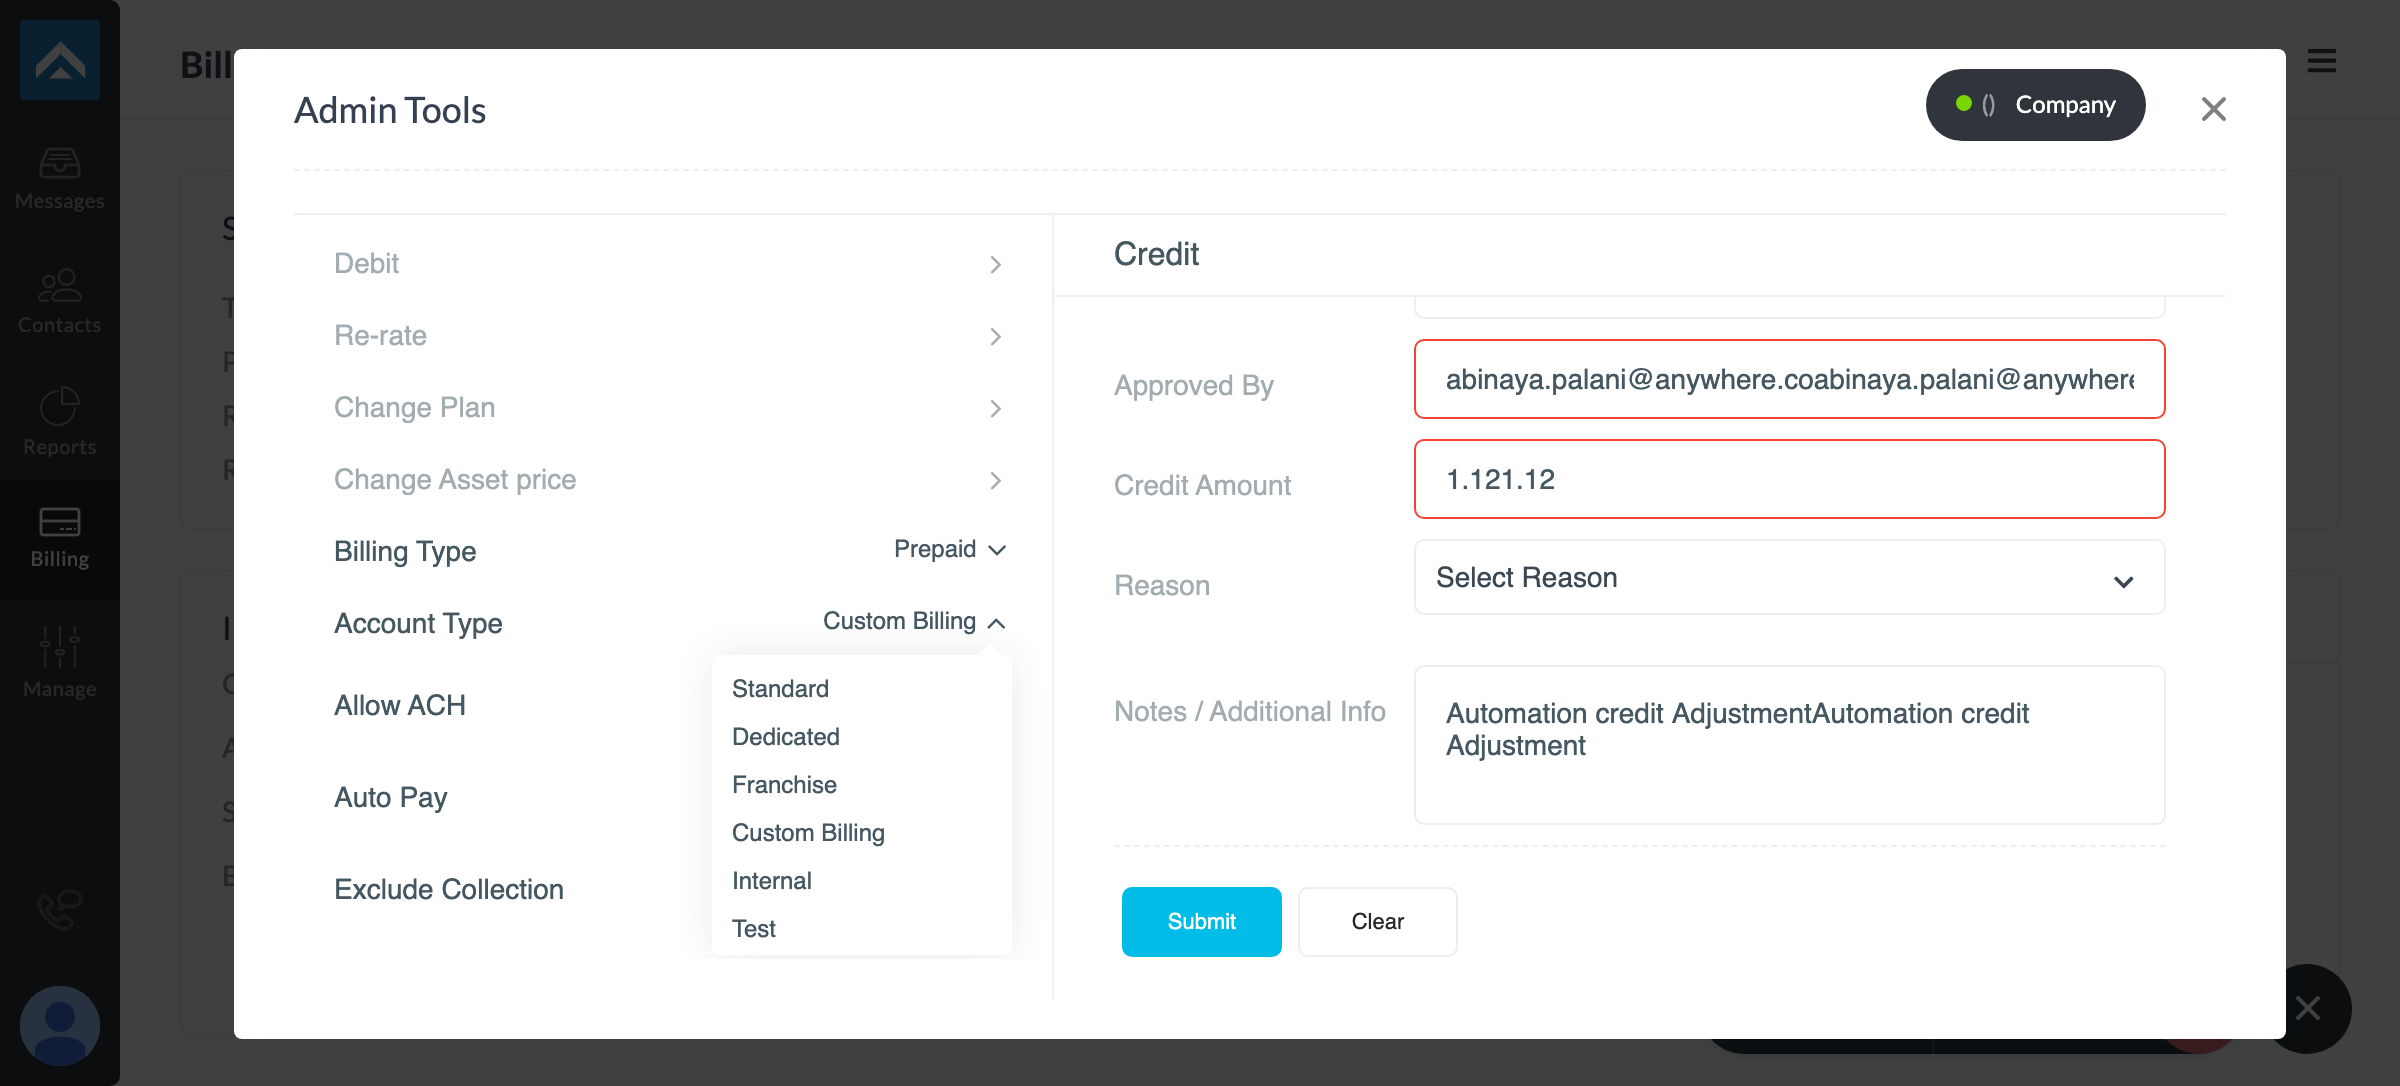 Bill
Admin Tools
() Company
Messages
Contacts
Reports
Billing
Manage
Debit
Re-rate
Change Plan
Change Asset price
Billing Type Prepaid
Account Type Custom Billing
Standard
Dedicated
Franchise
Custom Billing
Internal
Test
Allow ACH
Auto Pay
Exclude Collection
Credit
Approved By abinaya.palani@anywhere.coabinaya.palani@anywhere
Credit Amount 1.121.12
Reason Select Reason
Notes / Additional Info Automation credit AdjustmentAutomation credit
Adjustment
Submit Clear